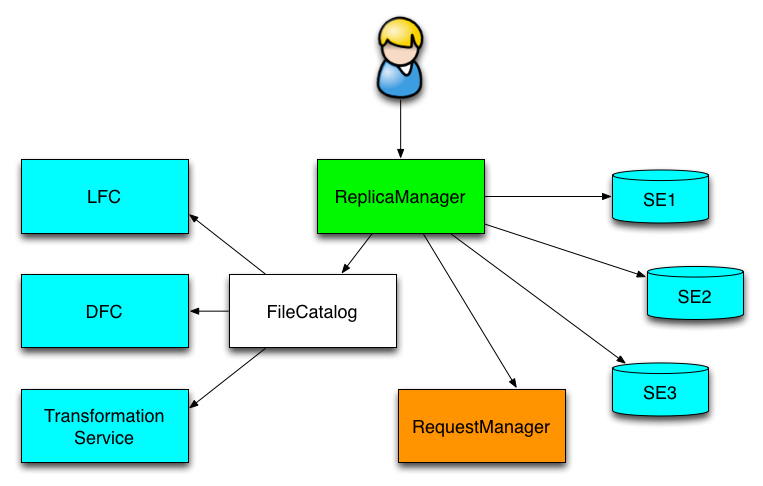 LFC
ReplicaManager
SE1
SE2
DFC
FileCatalog
SE3
Transformation
Service
RequestManager